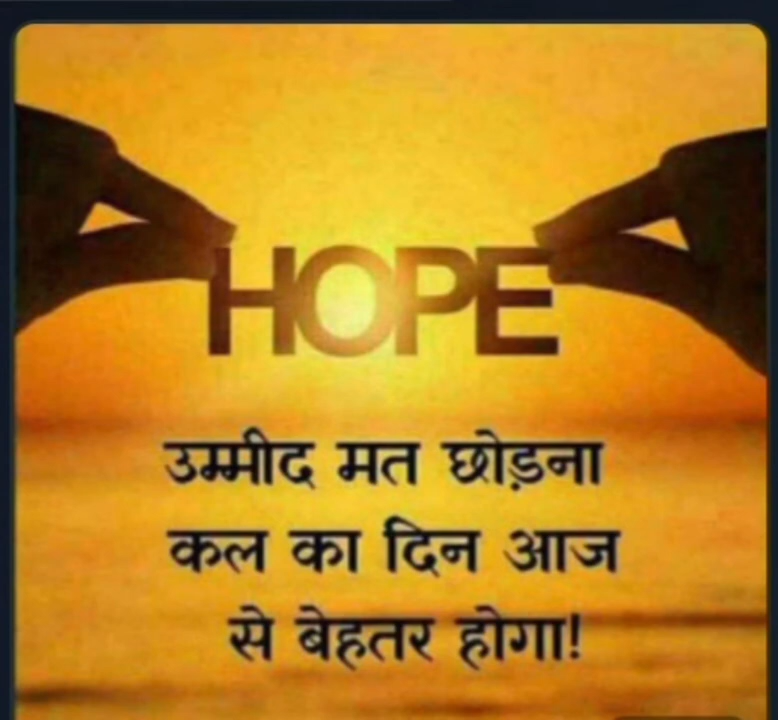 HOPE
उम्मीद मत छोड़ना
कल का दिन आज
से बेहतर होगा!